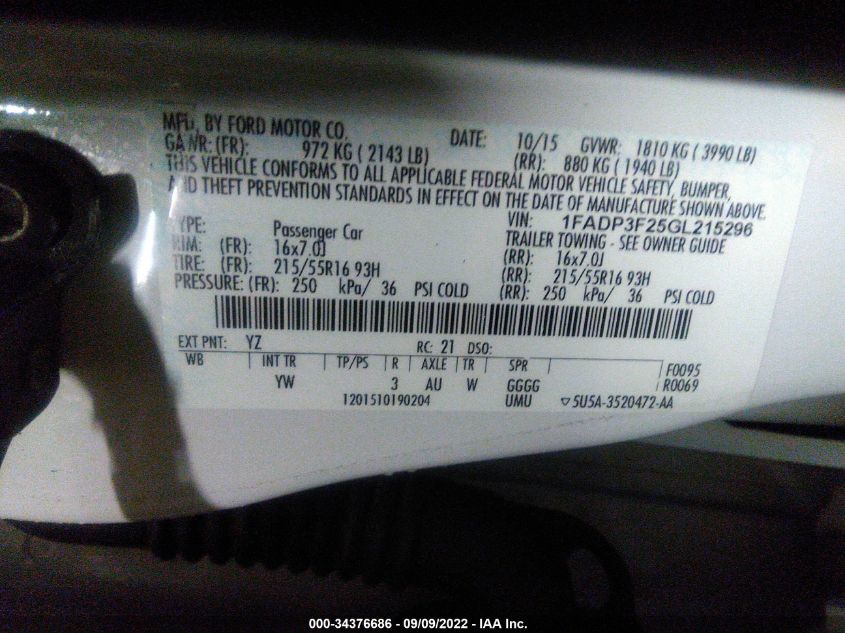 MFD. BY FORD MOTOR CO. DATE: 10/15 GVWR: 1810 KG ( 3990 LB)
GAWR: (FR): 972 KG ( 2143 LB) (RR): 880 KG ( 1940 LB)
THIS VEHICLE CONFORMS TO ALL APPLICABLE FEDERAL MOTOR VEHICLE SAFETY, BUMPER,
AND THEFT PREVENTION STANDARDS IN EFFECT ON THE DATE OF MANUFACTURE SHOWN ABOVE.
VIN: 1FADP3F25GL215296
TYPE: Passenger Car TRAILER TOWING - SEE OWNER GUIDE
RIM: (FR): 16x7.0J (RR): 16x7.0J
TIRE: (FR): 215/55R16 93H (RR): 215/55R16 93H
PRESSURE: (FR): 250 kPa/ 36 PSI COLD (RR): 250 kPa/ 36 PSI COLD
EXT PNT: YZ RC: 21 DSO:
WB INT TR TP/PS R AXLE TR SPR F0095
YW 3 AU W GGGG R0069
1201510190204 UMU ▽5U5A-3520472-AA
000-34376686 - 09/09/2022 - IAA Inc.